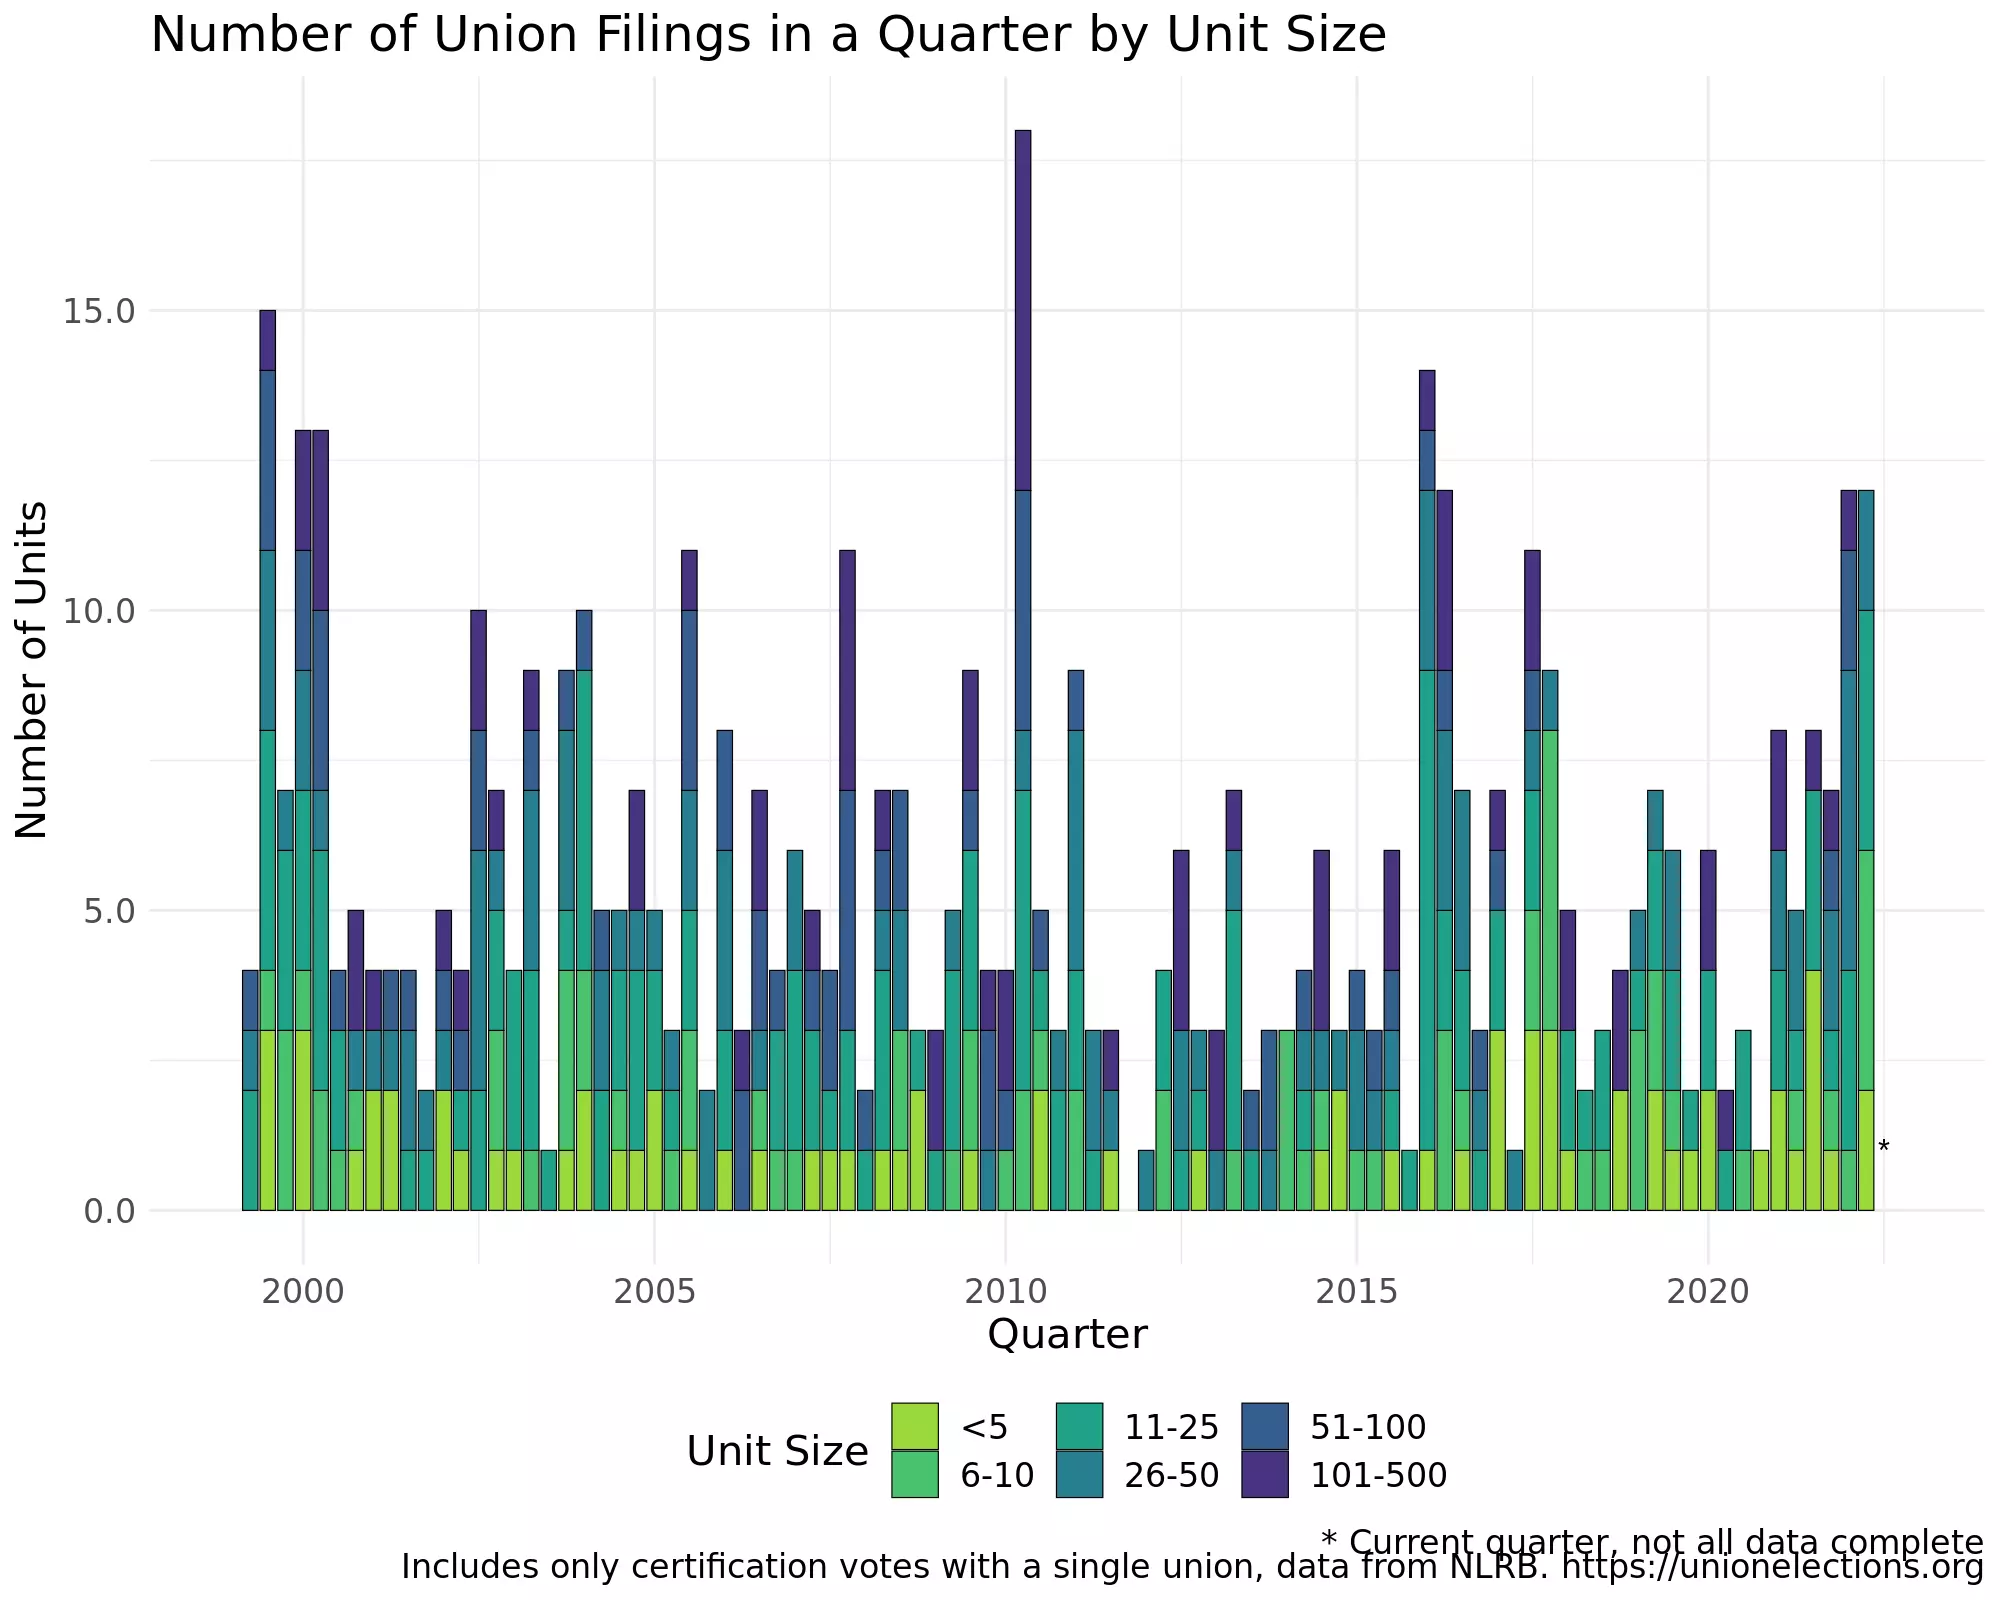 Number of Union Filings in a Quarter by Unit Size
Number of Units
15.0
10.0
5.0
0.0
*
2000 2005 2010 2015 2020
Quarter
Unit Size
<5 11-25 51-100
6-10 26-50 101-500
* Current quarter, not all data complete
Includes only certification votes with a single union, data from NLRB. https://unionelections.org